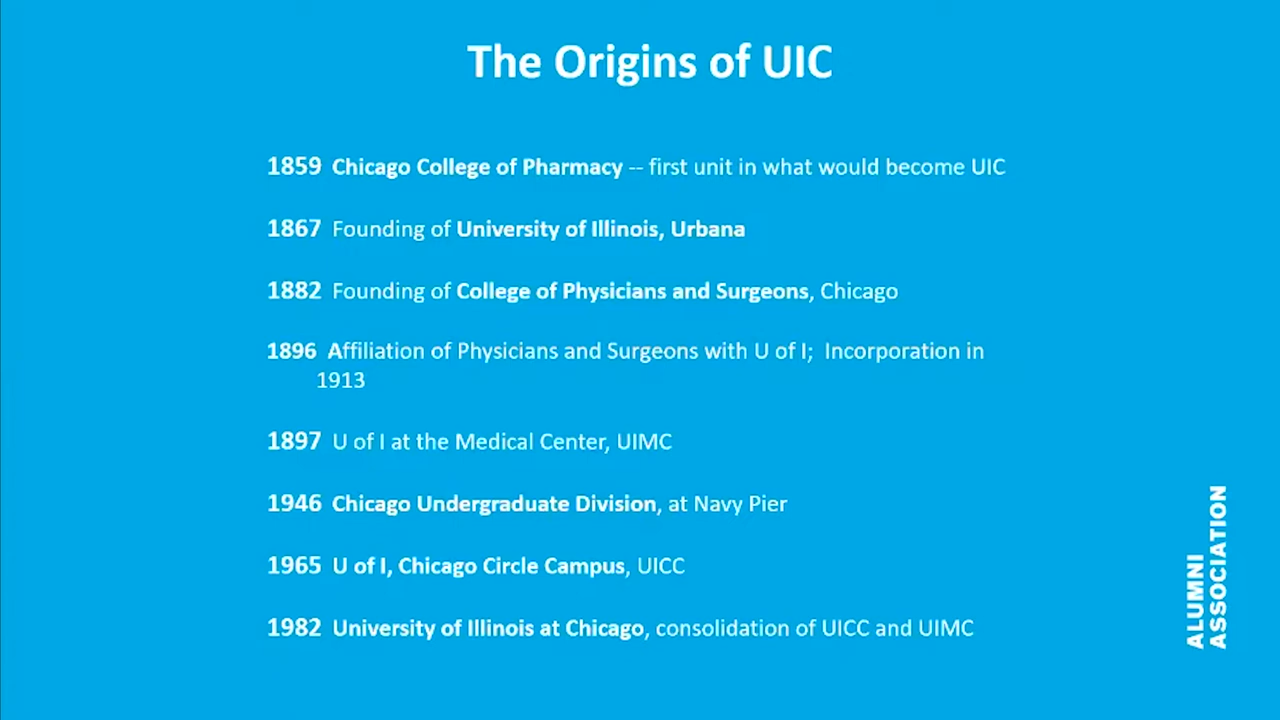 The Origins of UIC
1859 Chicago College of Pharmacy -- first unit in what would become UIC
1867 Founding of University of Illinois, Urbana
1882 Founding of College of Physicians and Surgeons, Chicago
1896 Affiliation of Physicians and Surgeons with U of I; Incorporation in
1913
1897 U of I at the Medical Center, UIMC
1946 Chicago Undergraduate Division, at Navy Pier
1965 U of I, Chicago Circle Campus, UICC
1982 University of Illinois at Chicago, consolidation of UICC and UIMC
ALUMNI
ASSOCIATION